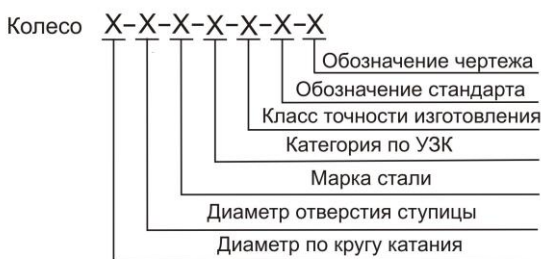 Колесо Х–Х–Х–Х–Х–Х–Х
Обозначение чертежа
Обозначение стандарта
Класс точности изготовления
Категория по УЗК
Марка стали
Диаметр отверстия ступицы
Диаметр по кругу катания